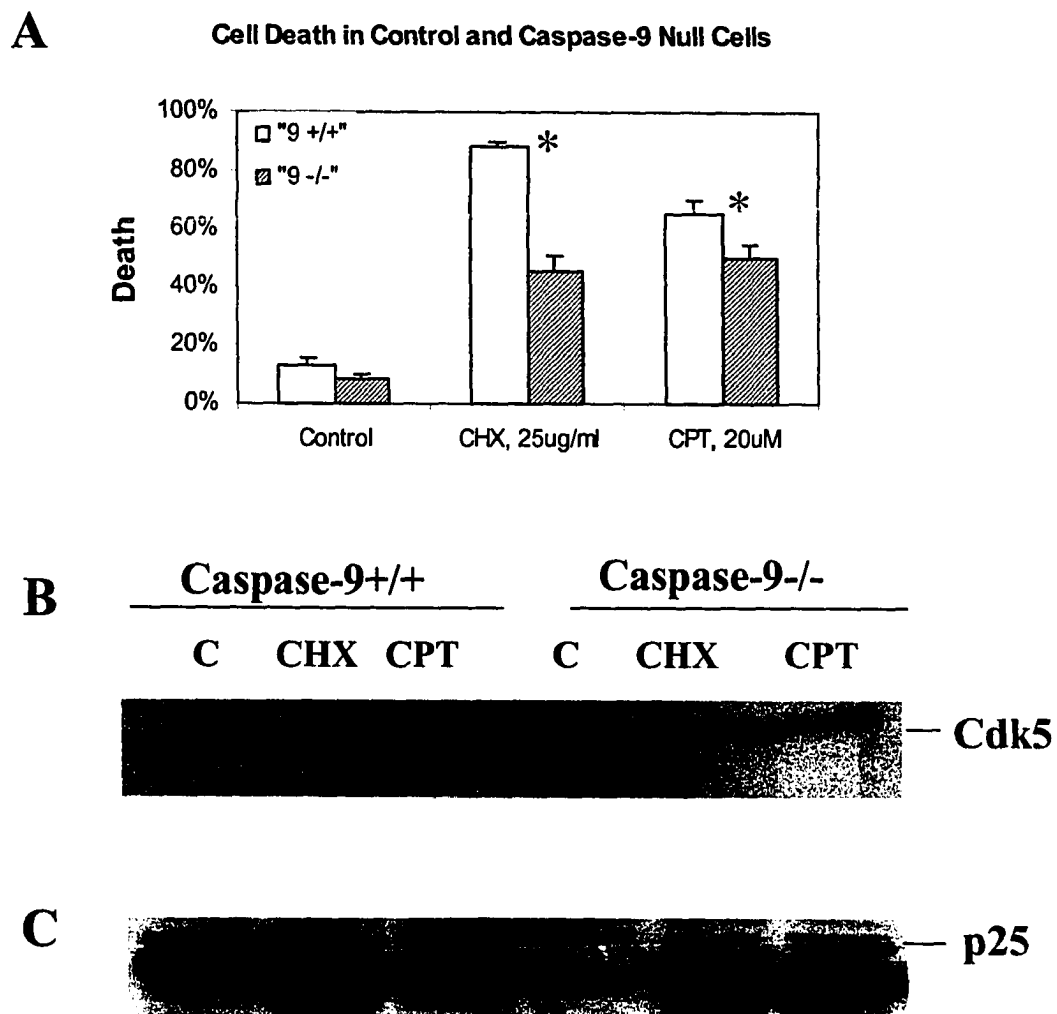 A
Cell Death in Control and Caspase-9 Null Cells
100%
80%
60%
40%
20%
0%
Death
"9 +/+"
"9 -/-"
*
*
Control
CHX, 25ug/ml
CPT, 20uM
B
Caspase-9+/+
Caspase-9-/-
C CHX CPT C CHX CPT
Cdk5
C
p25